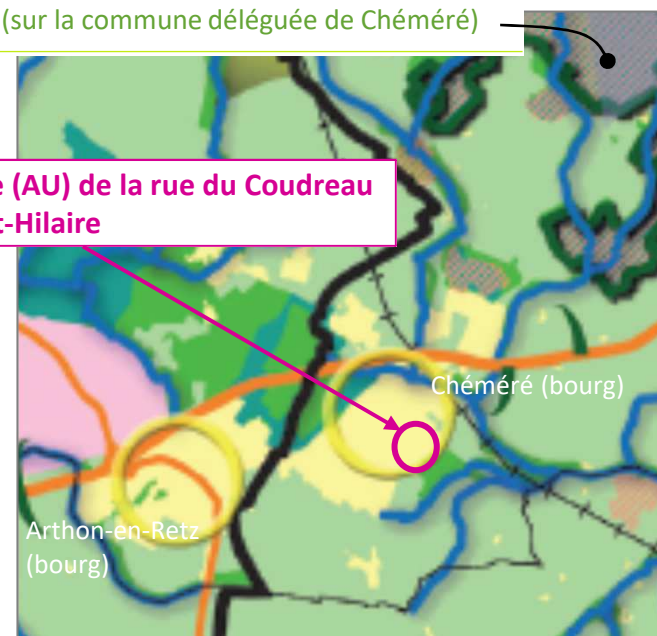 (sur la commune déléguée de Chéméré)
(AU) de la rue du Coudreau
t-Hilaire
Chéméré (bourg)
Arthon-en-Retz
(bourg)